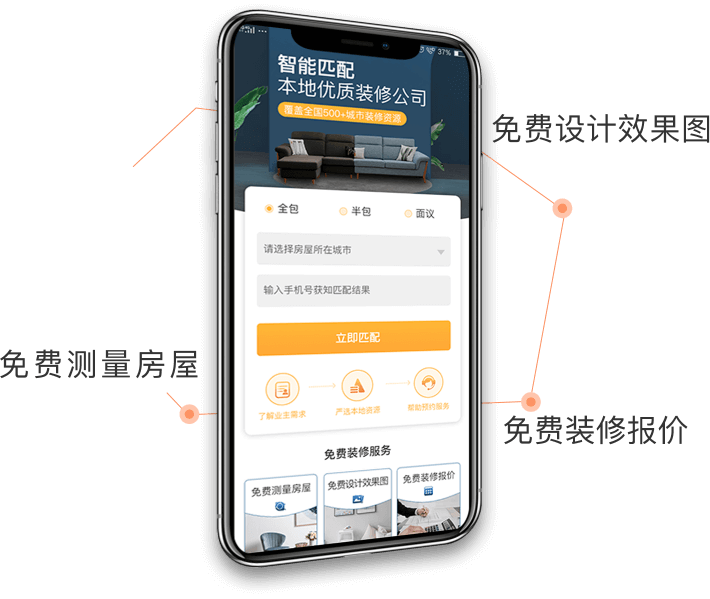 37%
智能匹配
本地优质装修公司
覆盖全国500+城市装修资源
免费设计效果图
全包
半包
面议
请选择房屋所在城市
输入手机号获知匹配结果
立即匹配
免费测量房屋
了解业主需求
严选本地资源
帮助预约服务
免费装修报价
免费装修服务
免费测量房屋
免费设计效果图
免费装修报价